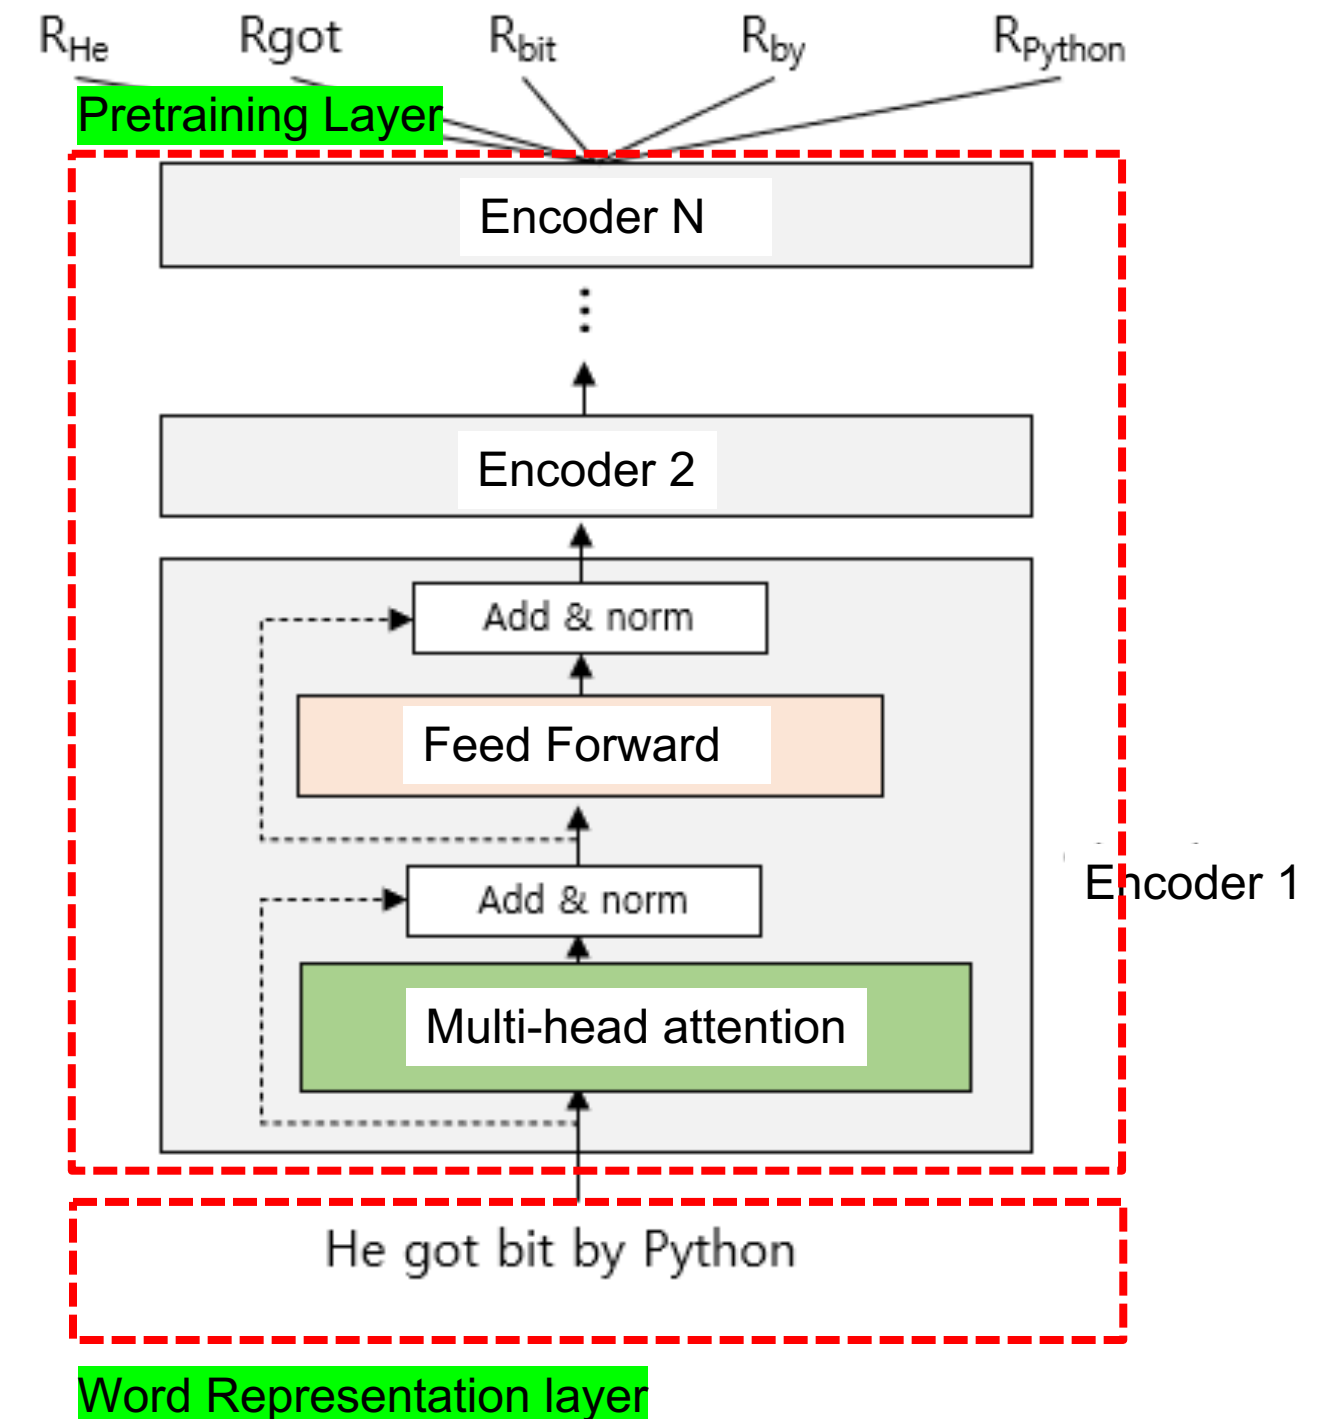 RHe Rgot Rbit Rby RPython
Pretraining Layer
Encoder N
Encoder 2
Add & norm
Feed Forward
Add & norm
Encoder 1
Multi-head attention
He got bit by Python
Word Representation layer